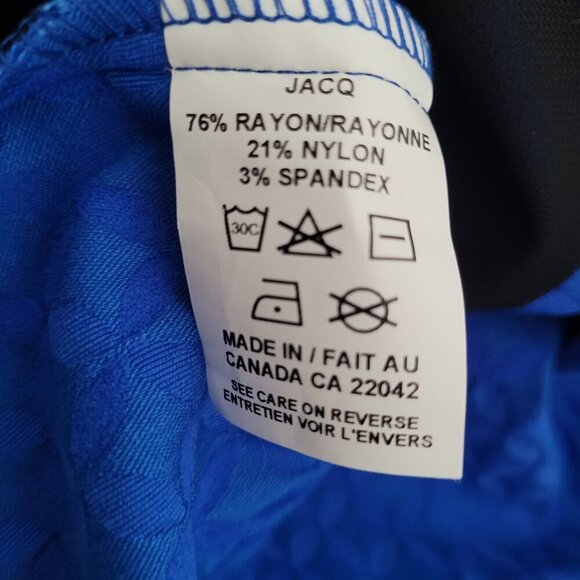 JACQ
76% RAYON/RAYONNE
21% NYLON
3% SPANDEX
30C
MADE IN / FAIT AU
CANADA CA 22042
SEE CARE ON REVERSE
ENTRETIEN VOIR L'ENVERS